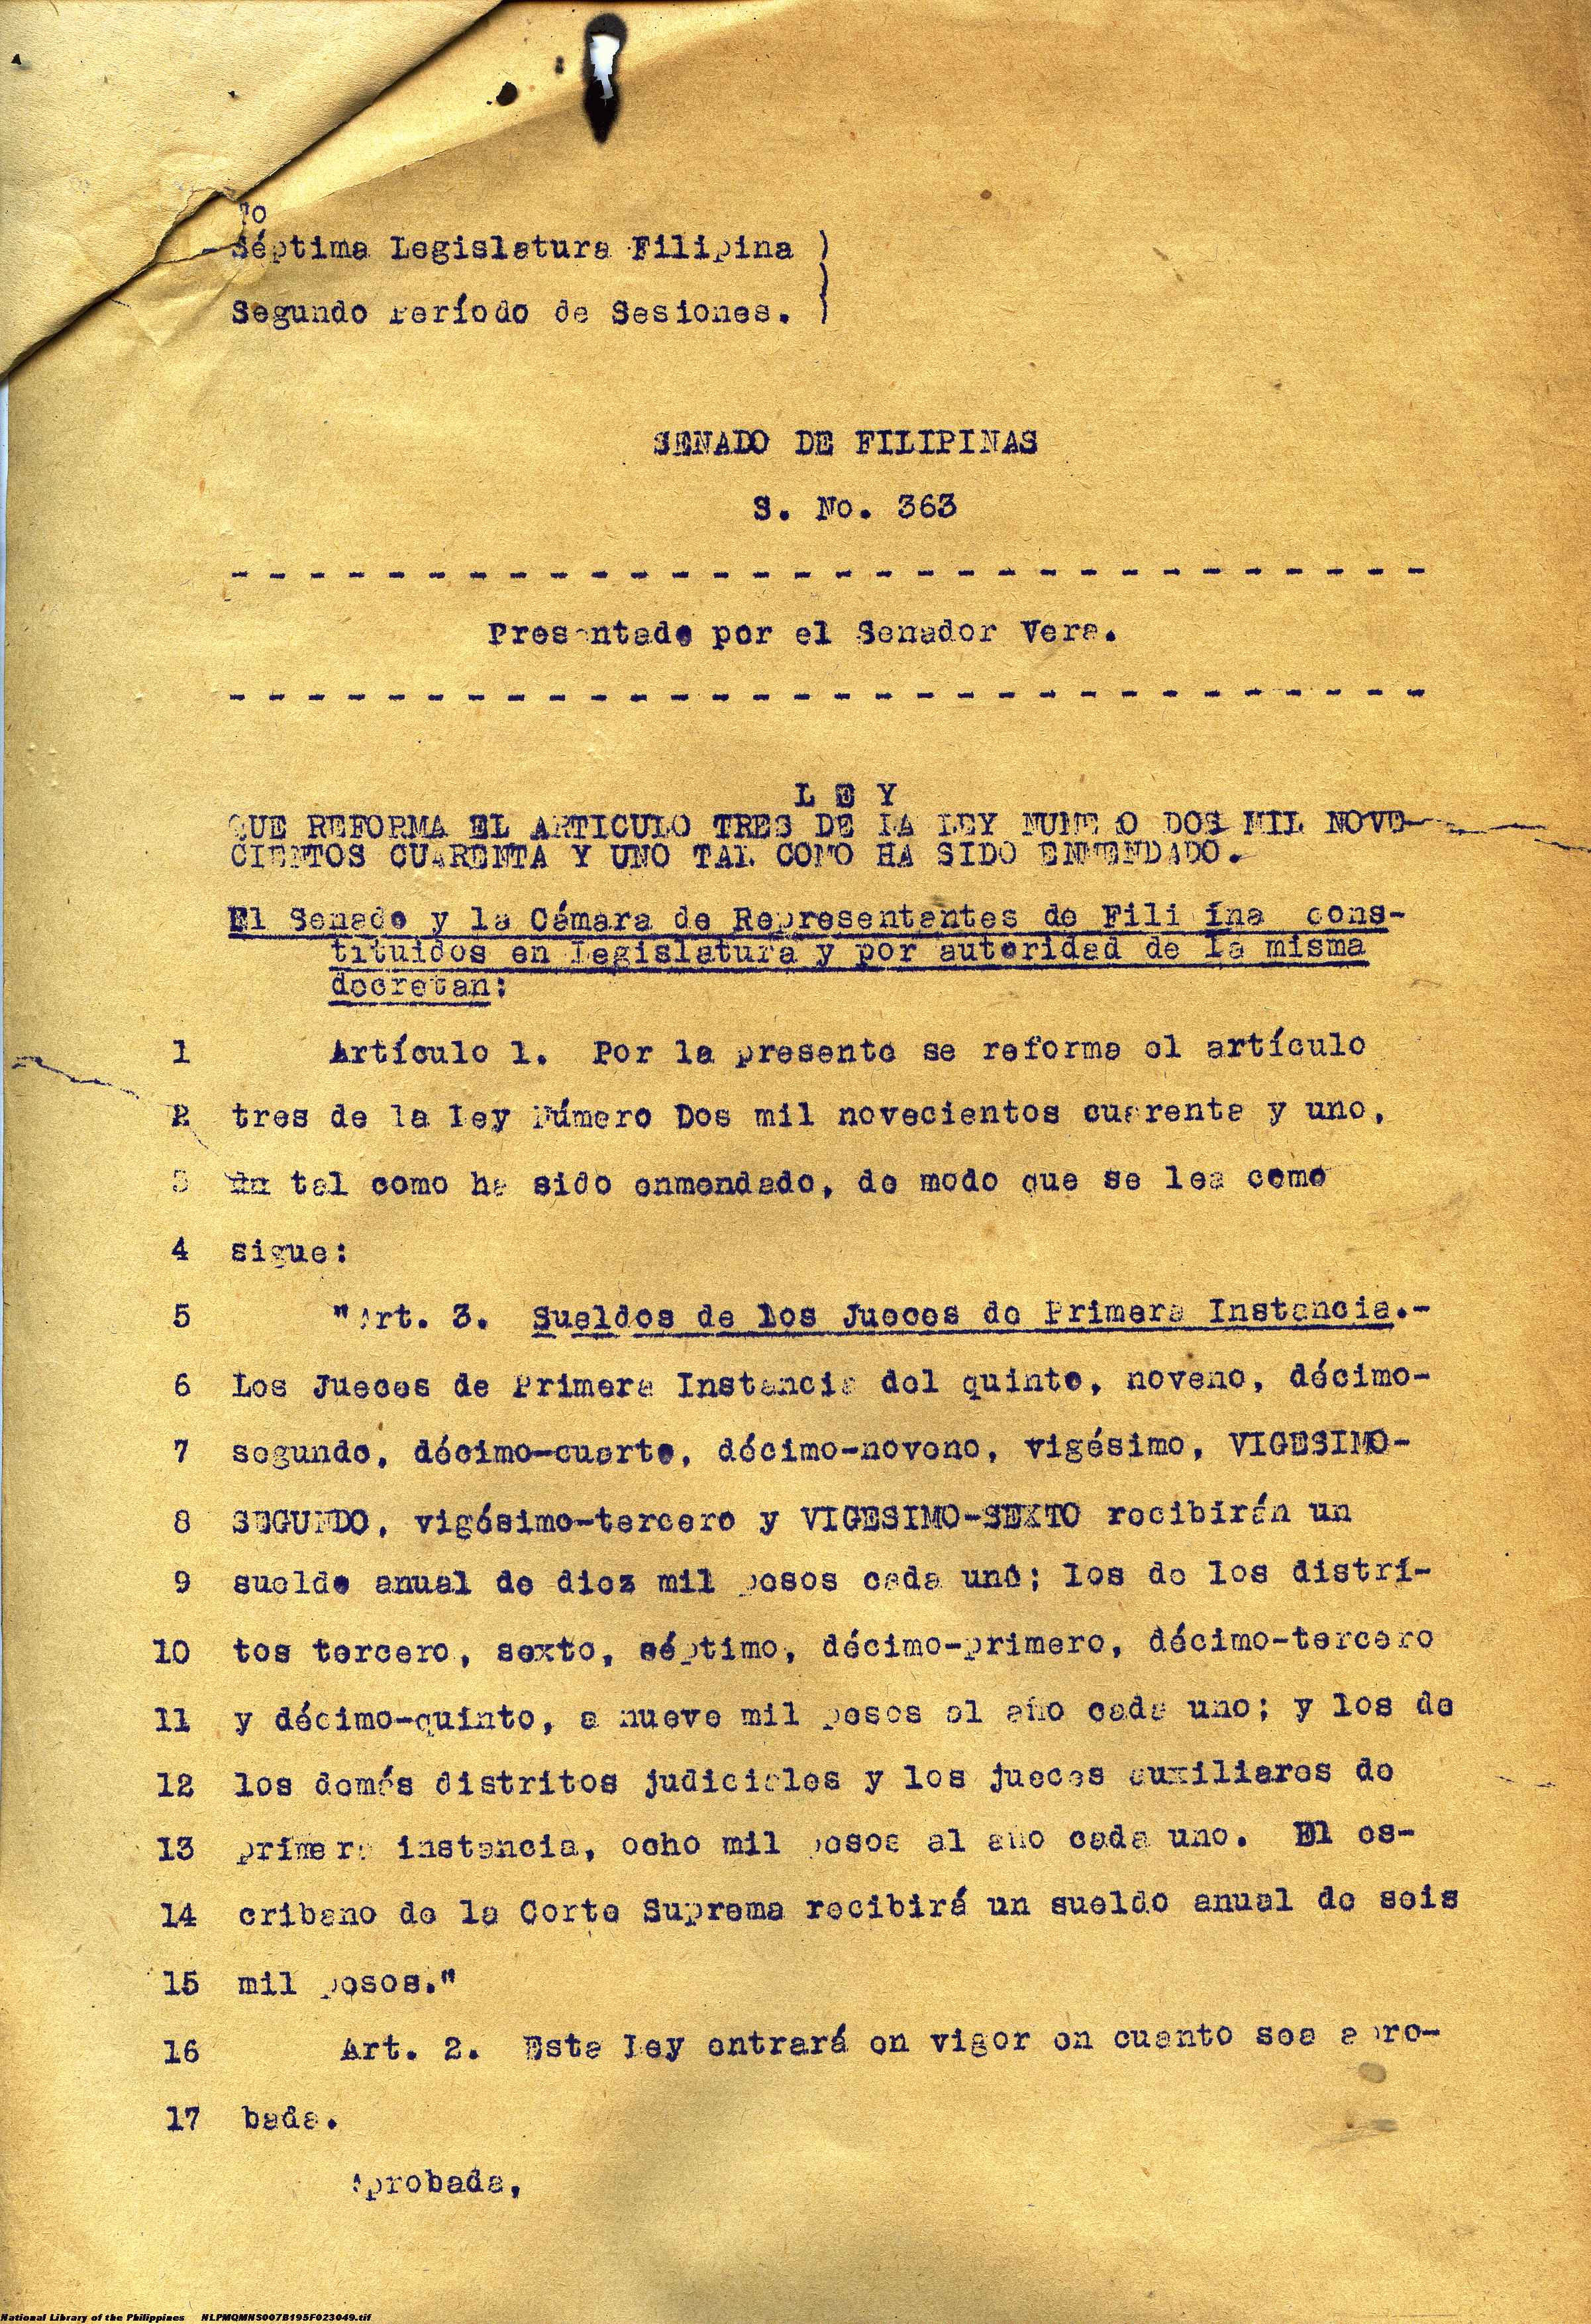 7o
Séptima Legislatura Filipina )
Segundo Período de Sesiones. )
SENADO DE FILIPINAS
S. No. 363
- - - - - - - - - - - - - - - - - - - - - - - - - - - - - -
Presentado por el Senador Vera.
- - - - - - - - - - - - - - - - - - - - - - - - - - - - - -
L E Y
QUE REFORMA EL ARTICULO TRES DE LA LEY NUMERO DOS MIL NOVE-
CIENTOS CUARENTA Y UNO TAL COMO HA SIDO ENMENDADO.
El Senado y la Cámara de Representantes de Filipina cons-
tituidos en Legislatura y por autoridad de la misma
decretan:
1 Artículo 1. Por la presente se reforma el artículo
2 tres de la Ley Número Dos mil novecientos cuarenta y uno,
3 tal como ha sido enmendado, de modo que se lea como
4 sigue:
5 "Art. 3. Sueldos de los Jueces de Primera Instancia.-
6 Los Jueces de Primera Instancia del quinto, noveno, décimo-
7 segundo, décimo-cuarto, décimo-noveno, vigésimo, VIGESIMO-
8 SEGUNDO, vigésimo-tercero y VIGESIMO-SEXTO recibirán un
9 sueldo anual de diez mil pesos cada uno; los de los distri-
10 tos tercero, sexto, séptimo, décimo-primero, décimo-tercero
11 y décimo-quinto, a nueve mil pesos al año cada uno; y los de
12 los demás distritos judiciales y los jueces auxiliares de
13 primera instancia, ocho mil pesos al año cada uno. El es-
14 cribano de la Corte Suprema recibirá un sueldo anual de seis
15 mil pesos."
16 Art. 2. Esta ley entrará en vigor en cuanto sea apro-
17 bada.
Aprobada,
National Library of the Philippines NLPMQMNS007B195F023049.tif